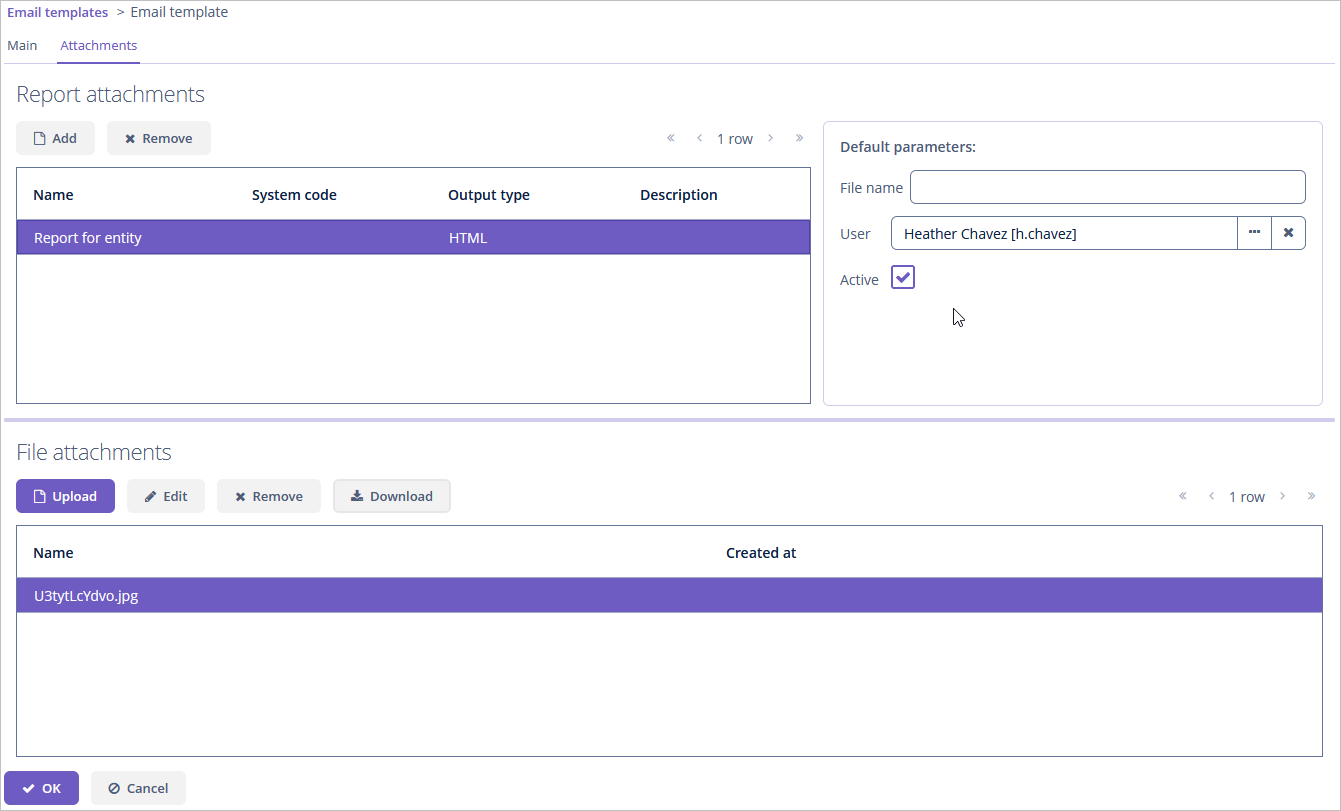 Email templates > Email template
Main Attachments
Report attachments
Add Remove 1 row
Name System code Output type Description
Report for entity HTML
Default parameters:
File name
User Heather Chavez [h.chavez]
Active
File attachments
Upload Edit Remove Download 1 row
Name Created at
U3tytLcYdvo.jpg
OK Cancel